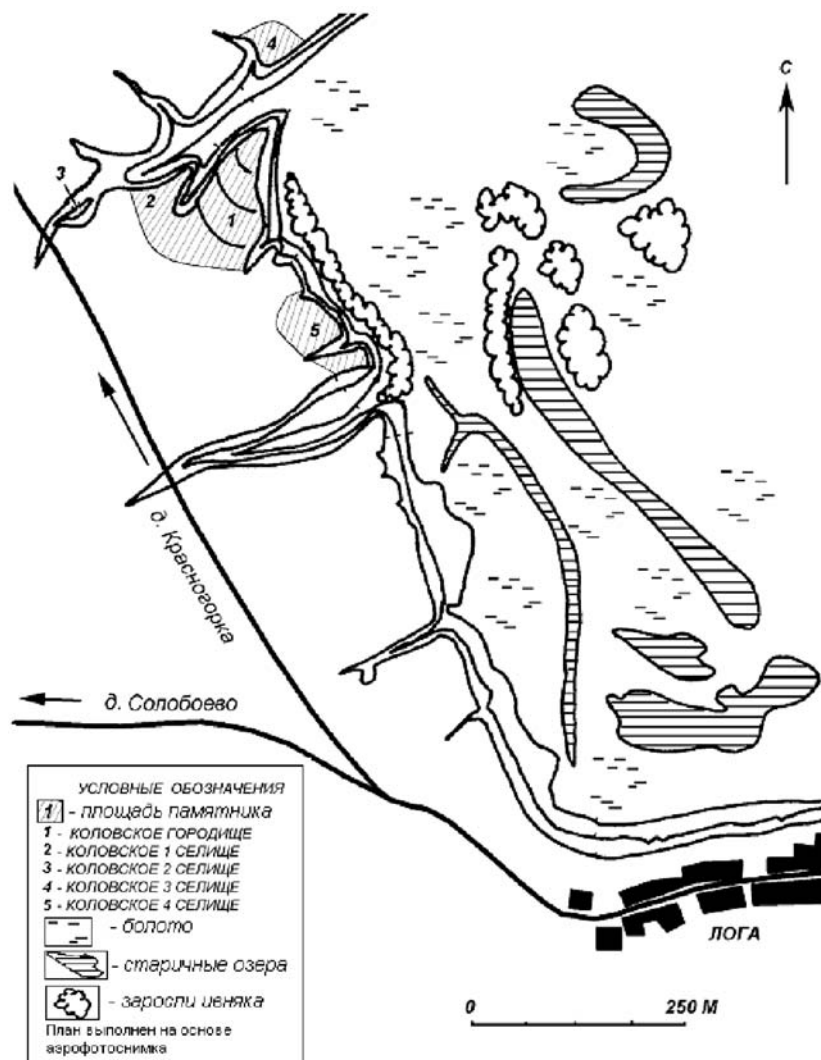 4
С
3
2
1
5
д. Красногорка
д. Солобоево
УСЛОВНЫЕ ОБОЗНАЧЕНИЯ
1 - площадь памятника
1 - КОЛОВСКОЕ ГОРОДИЩЕ
2 - КОЛОВСКОЕ 1 СЕЛИЩЕ
3 - КОЛОВСКОЕ 2 СЕЛИЩЕ
4 - КОЛОВСКОЕ 3 СЕЛИЩЕ
5 - КОЛОВСКОЕ 4 СЕЛИЩЕ
- болото
- старичные озера
- заросли ивняка
План выполнен на основе
аэрофотоснимка
ЛОГА
0 250 М